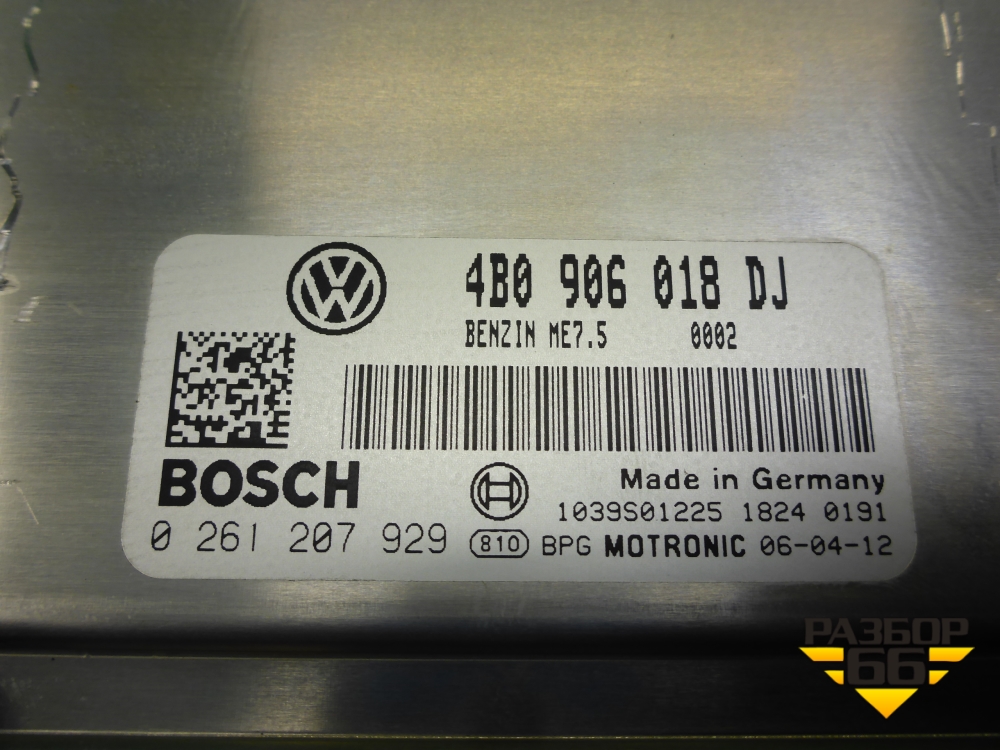 4B0 906 018 DJ
BENZIN ME7.5 0002
BOSCH
Made in Germany
1039S01225 1824 0191
0 261 207 929 810 BPG MOTRONIC 06-04-12
РАЗБОР
66